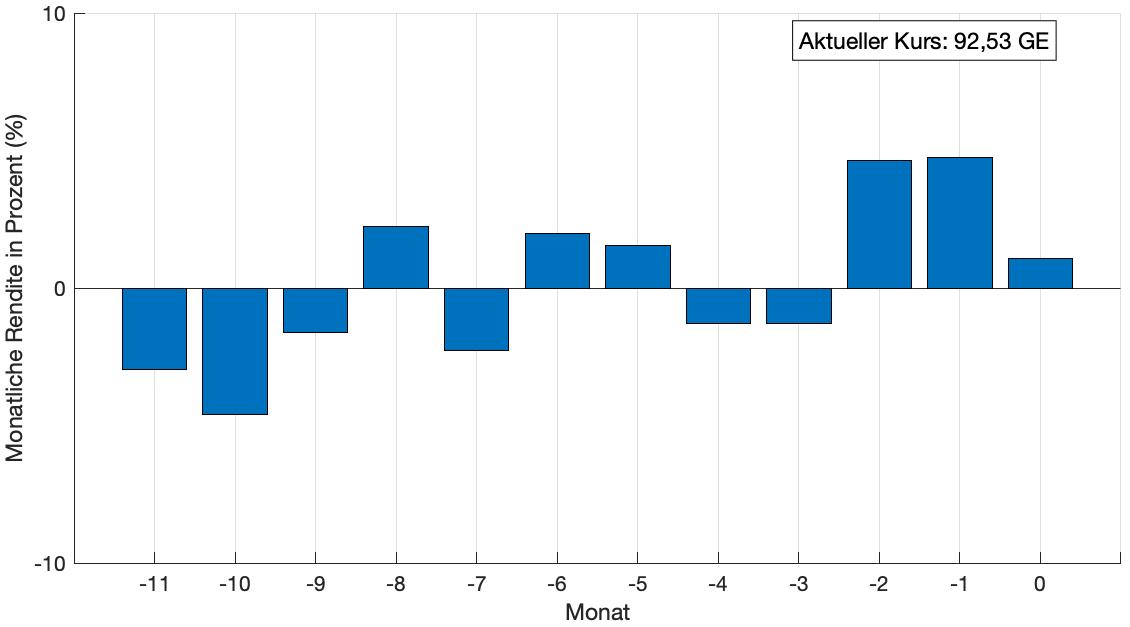 10
Aktueller Kurs: 92,53 GE
Monatliche Rendite in Prozent (%)
0
-10
-11 -10 -9 -8 -7 -6 -5 -4 -3 -2 -1 0
Monat